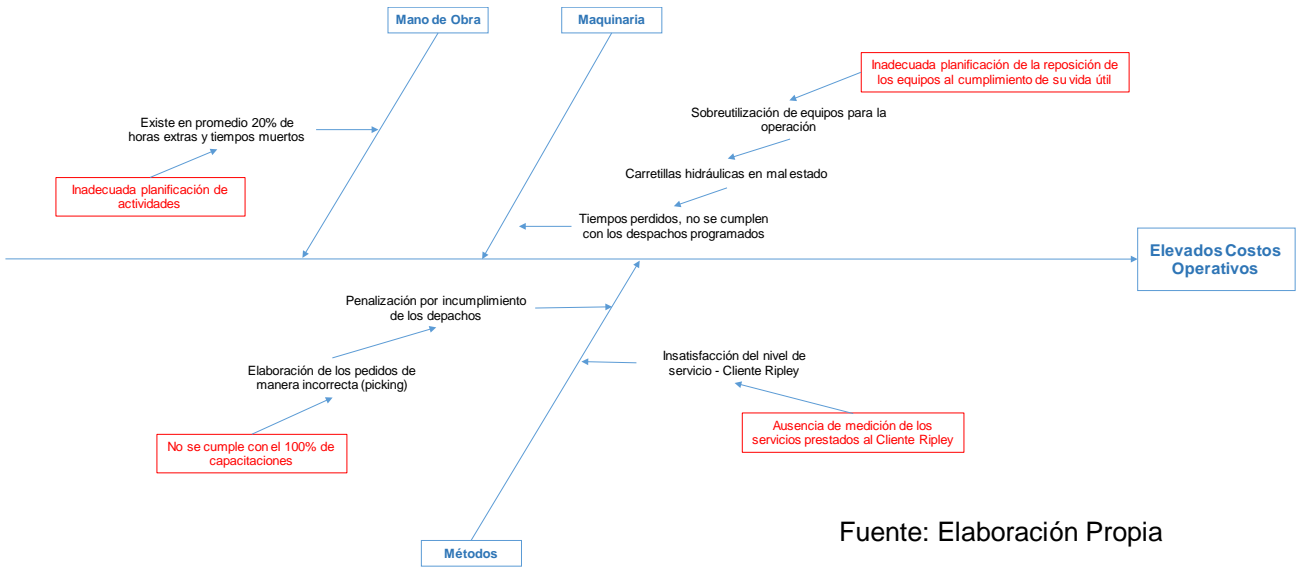 Mano de Obra
Maquinaria
Inadecuada planificación de la reposición de
los equipos al cumplimiento de su vida útil
Sobreutilización de equipos para la
operación
Existe en promedio 20% de
horas extras y tiempos muertos
Carretillas hidráulicas en mal estado
Inadecuada planificación de
actividades
Tiempos perdidos, no se cumplen
con los despachos programados
Elevados Costos
Operativos
Penalización por incumplimiento
de los depachos
Insatisfacción del nivel de
servicio - Cliente Ripley
Elaboración de los pedidos de
manera incorrecta (picking)
Ausencia de medición de los
servicios prestados al Cliente Ripley
No se cumple con el 100% de
capacitaciones
Fuente: Elaboración Propia
Métodos